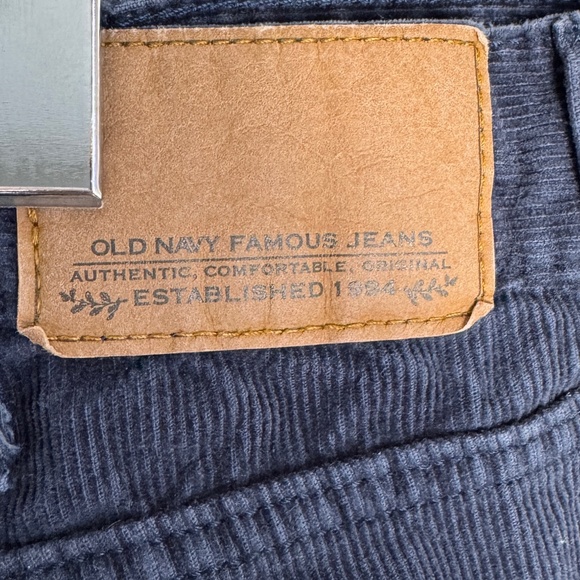 OLD NAVY FAMOUS JEANS
AUTHENTIC, COMFORTABLE, ORIGINAL
ESTABLISHED 1994